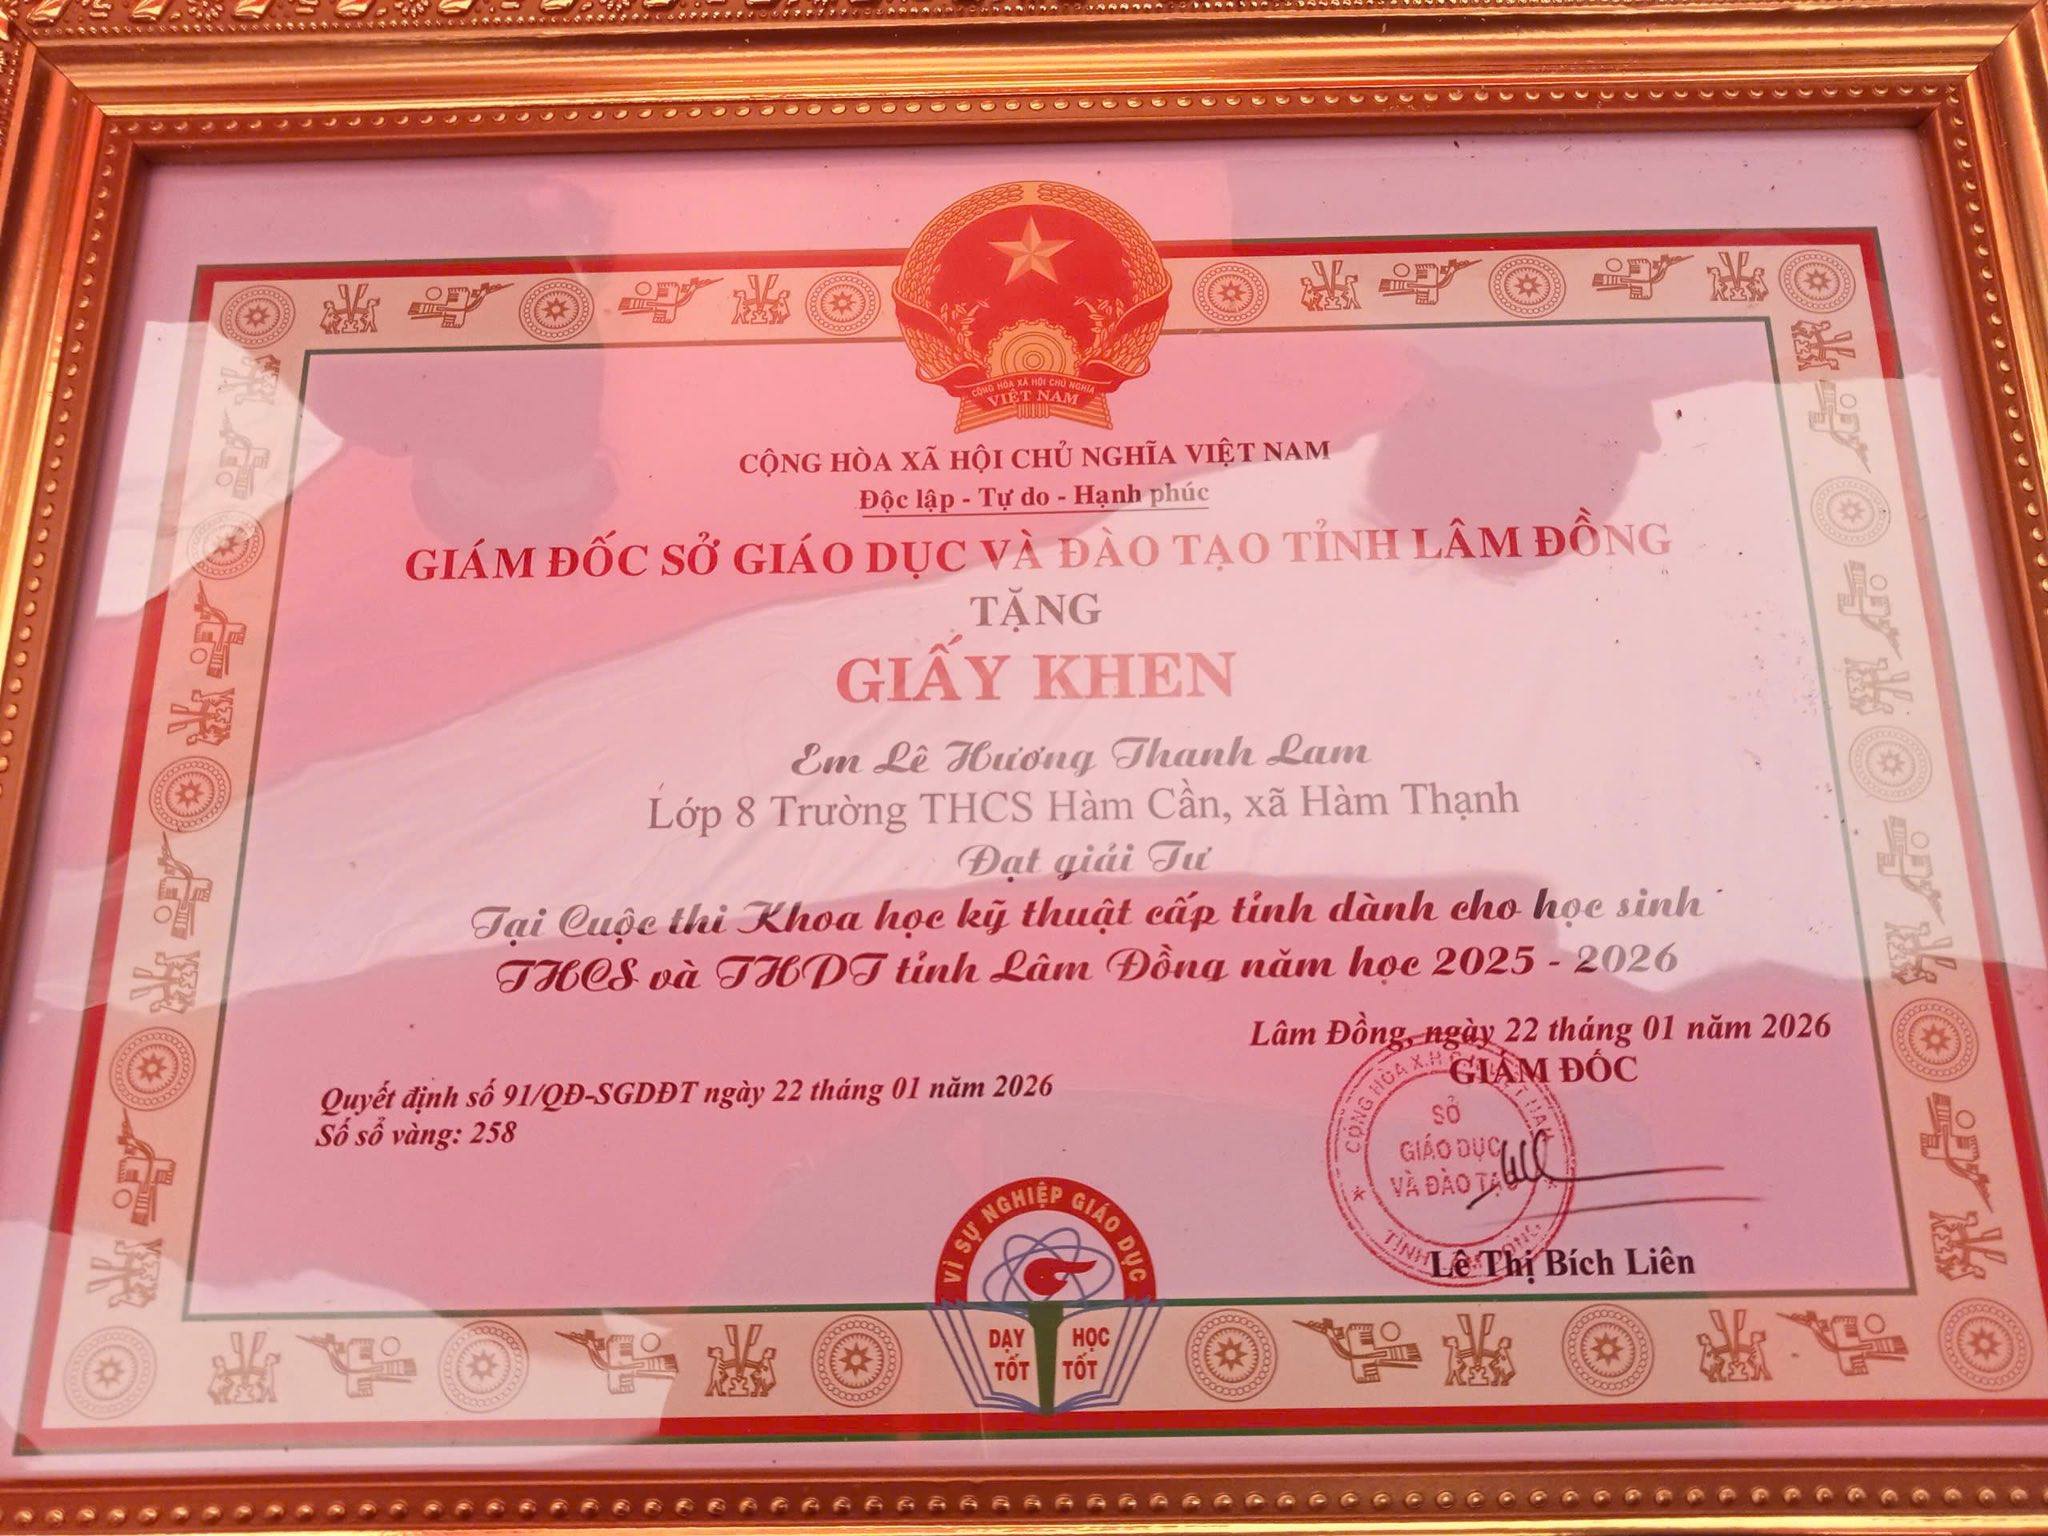 CỘNG HÒA XÃ HỘI CHỦ NGHĨA
VIỆT NAM
CỘNG HÒA XÃ HỘI CHỦ NGHĨA VIỆT NAM
Độc lập - Tự do - Hạnh phúc
GIÁM ĐỐC SỞ GIÁO DỤC VÀ ĐÀO TẠO TỈNH LÂM ĐỒNG
TẶNG
GIẤY KHEN
Em Lê Hương Thanh Lam
Lớp 8 Trường THCS Hàm Cần, xã Hàm Thạnh
Đạt giải Tư
Tại Cuộc thi Khoa học kỹ thuật cấp tỉnh dành cho học sinh
THCS và THPT tỉnh Lâm Đồng năm học 2025 - 2026
Lâm Đồng, ngày 22 tháng 01 năm 2026
GIÁM ĐỐC
Quyết định số 91/QĐ-SGDĐT ngày 22 tháng 01 năm 2026
Số sổ vàng: 258
SỞ
GIÁO DỤC
VÀ ĐÀO TẠO
Lê Thị Bích Liên
VÌ SỰ NGHIỆP GIÁO DỤC
DẠY TỐT
HỌC TỐT